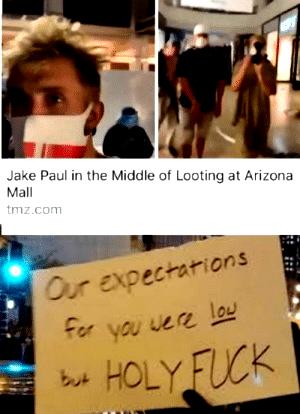 Jake Paul in the Middle of Looting at Arizona
Mall
tmz.com
Our expectations
for you were low
but HOLY FUCK